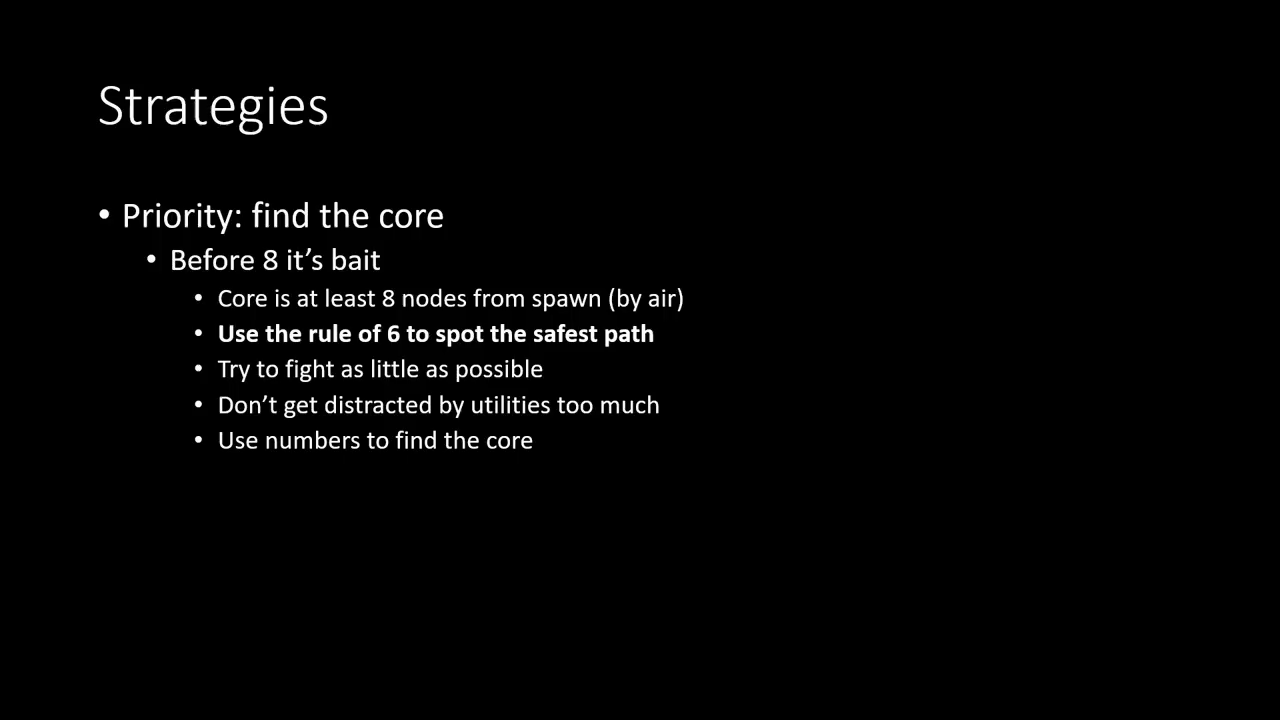 Strategies
• Priority: find the core
• Before 8 it’s bait
• Core is at least 8 nodes from spawn (by air)
• Use the rule of 6 to spot the safest path
• Try to fight as little as possible
• Don’t get distracted by utilities too much
• Use numbers to find the core